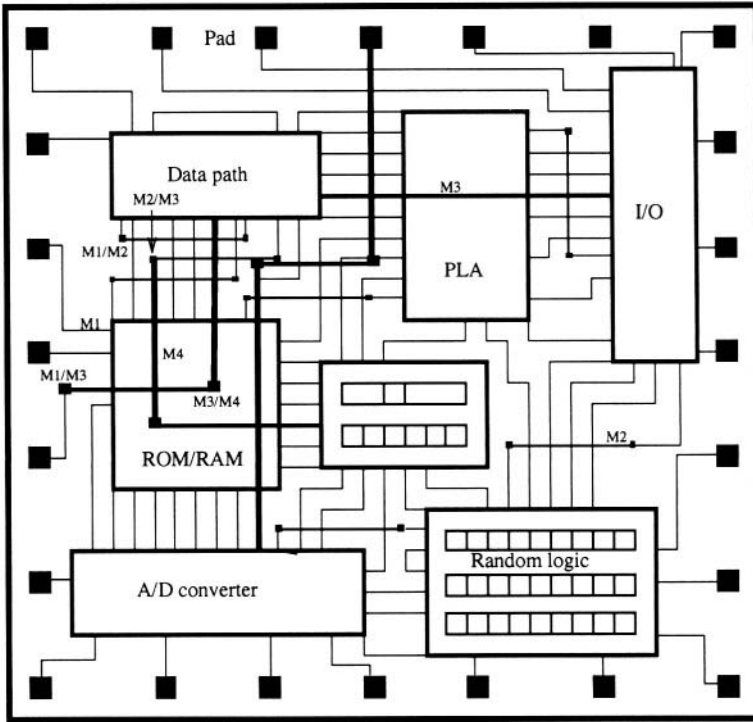 Pad
Data path
M2/M3
M3
I/O
M1/M2
PLA
M1
M4
M1/M3
M3/M4
M2
ROM/RAM
Random logic
A/D converter